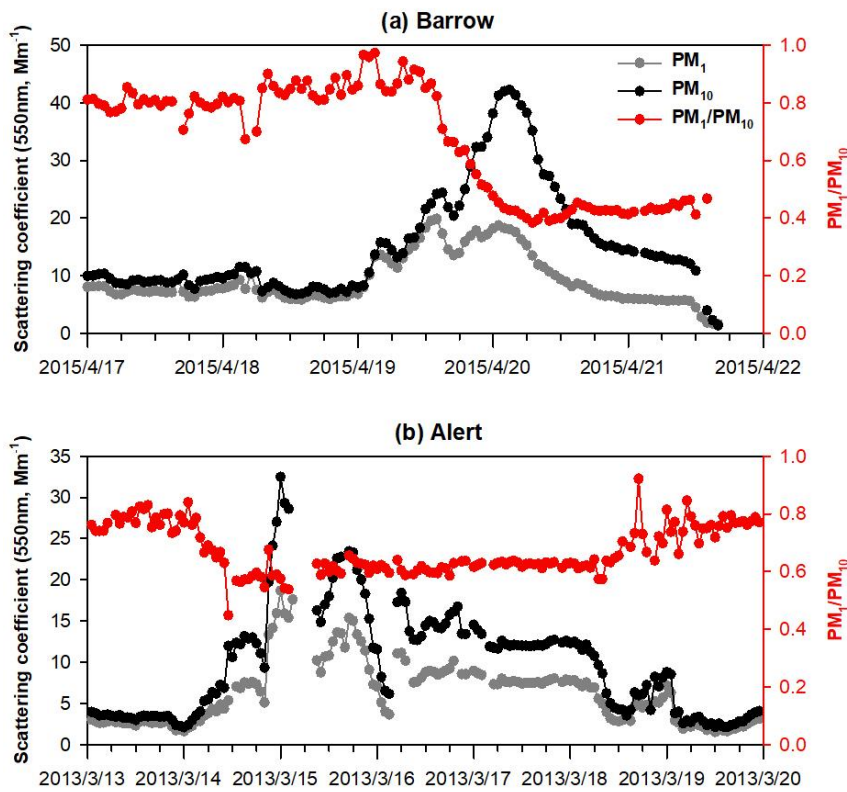 (a) Barrow
Scattering coefficient (550nm, Mm⁻¹)
50
40
30
20
10
0
PM₁
PM₁₀
PM₁/PM₁₀
1.0
0.8
0.6
0.4
0.2
0.0
PM₁/PM₁₀
2015/4/17 2015/4/18 2015/4/19 2015/4/20 2015/4/21 2015/4/22
(b) Alert
Scattering coefficient (550nm, Mm⁻¹)
35
30
25
20
15
10
5
0
1.0
0.8
0.6
0.4
0.2
0.0
PM₁/PM₁₀
2013/3/13 2013/3/14 2013/3/15 2013/3/16 2013/3/17 2013/3/18 2013/3/19 2013/3/20